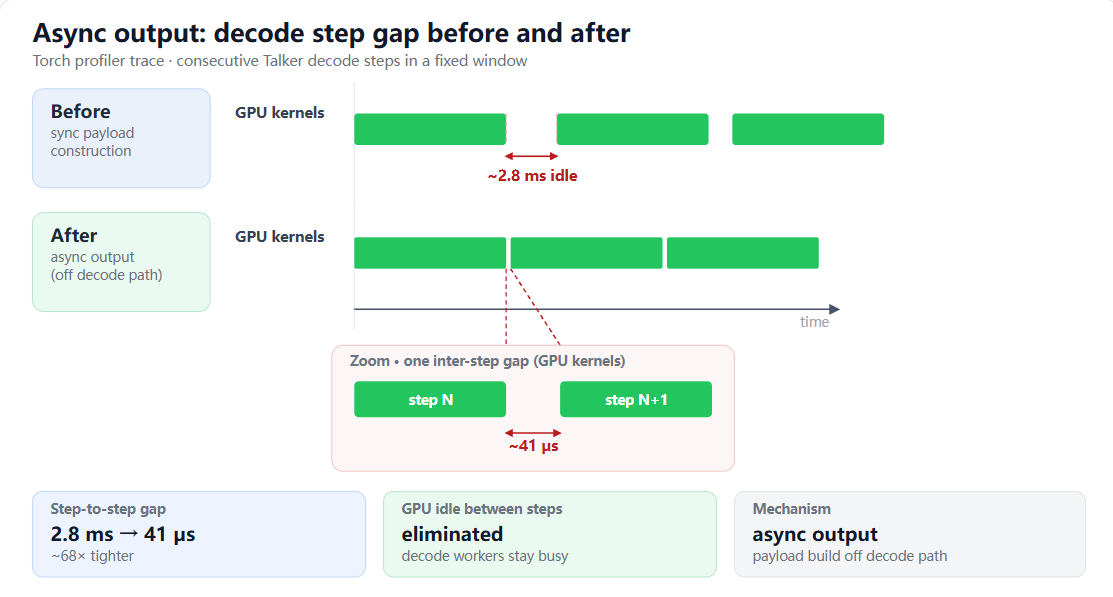 Async output: decode step gap before and after
Torch profiler trace · consecutive Talker decode steps in a fixed window
Before
sync payload
construction
GPU kernels
~2.8 ms idle
After
async output
(off decode path)
GPU kernels
time
Zoom • one inter-step gap (GPU kernels)
step N
step N+1
~41 µs
Step-to-step gap
2.8 ms → 41 µs
~68× tighter
GPU idle between steps
eliminated
decode workers stay busy
Mechanism
async output
payload build off decode path